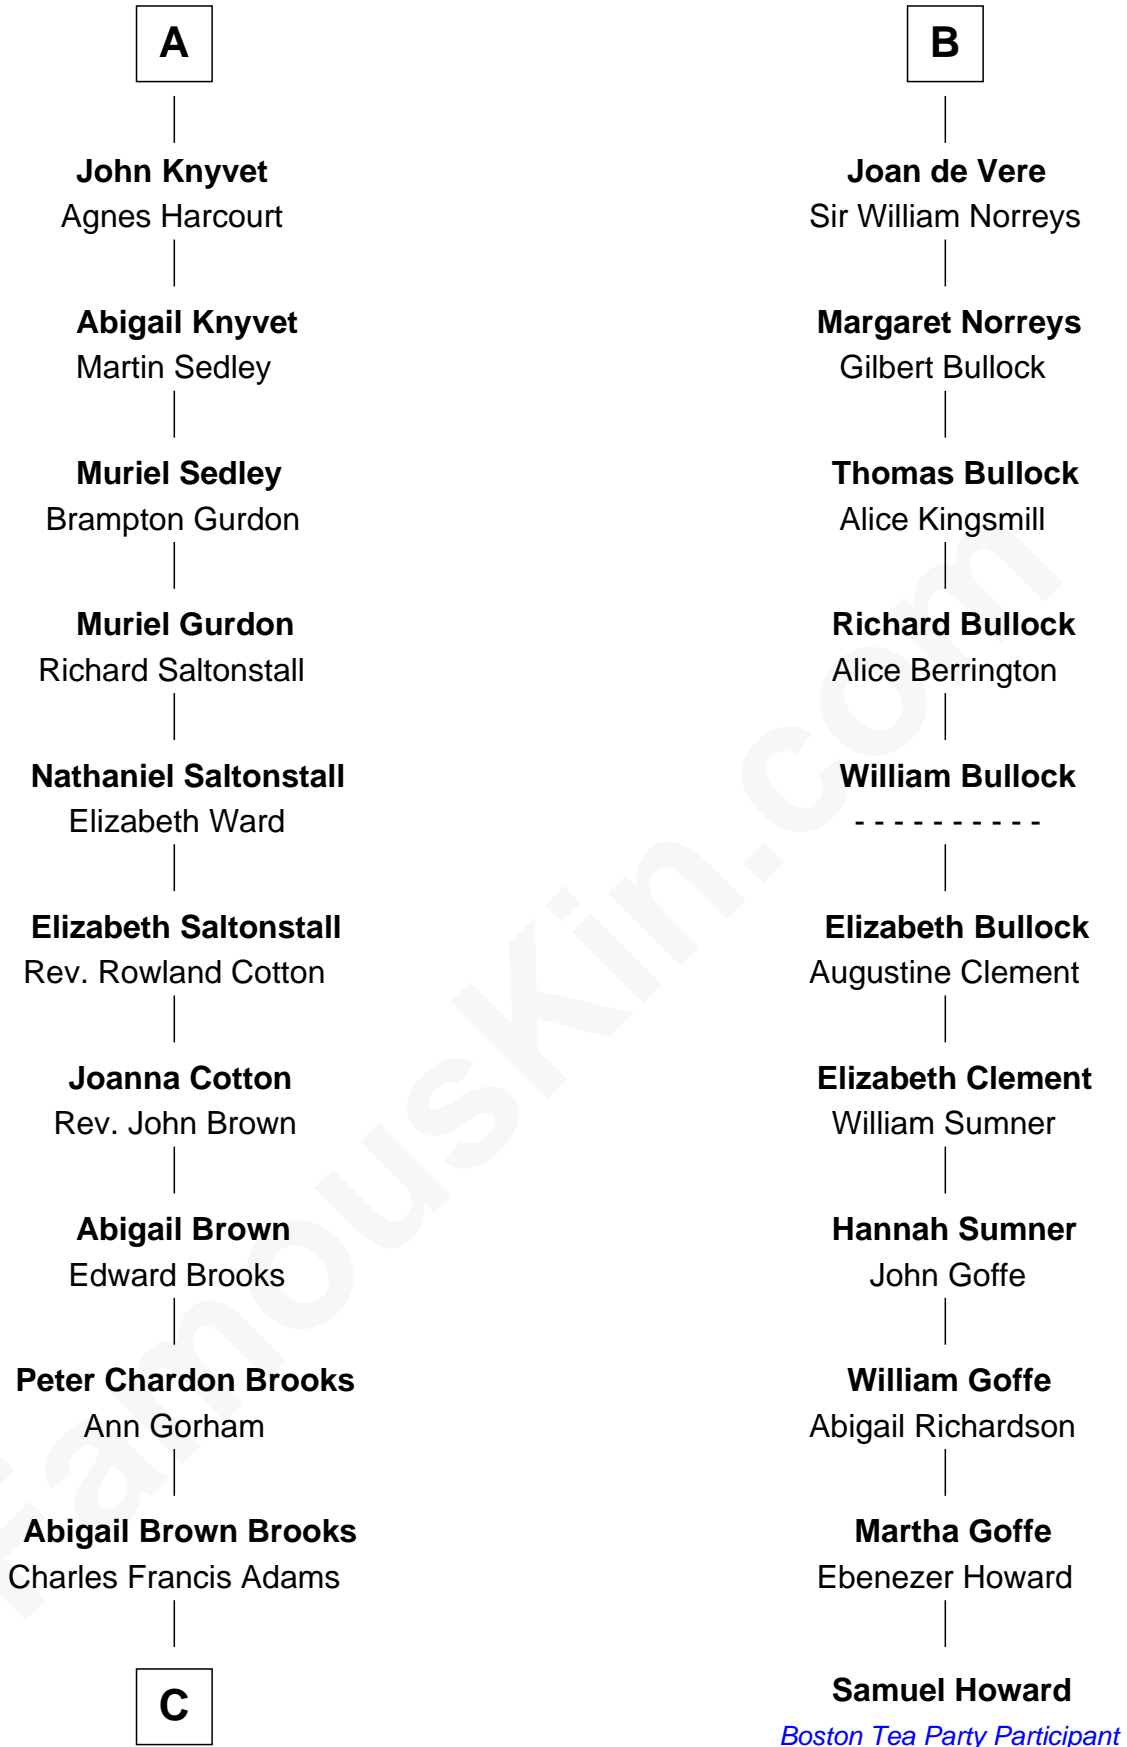 A
John Knyvet
Agnes Harcourt
Abigail Knyvet
Martin Sedley
Muriel Sedley
Brampton Gurdon
Muriel Gurdon
Richard Saltonstall
Nathaniel Saltonstall
Elizabeth Ward
Elizabeth Saltonstall
Rev. Rowland Cotton
Joanna Cotton
Rev. John Brown
Abigail Brown
Edward Brooks
Peter Chardon Brooks
Ann Gorham
Abigail Brown Brooks
Charles Francis Adams
C
B
Joan de Vere
Sir William Norreys
Margaret Norreys
Gilbert Bullock
Thomas Bullock
Alice Kingsmill
Richard Bullock
Alice Berrington
William Bullock
- - - - - - - - - -
Elizabeth Bullock
Augustine Clement
Elizabeth Clement
William Sumner
Hannah Sumner
John Goffe
William Goffe
Abigail Richardson
Martha Goffe
Ebenezer Howard
Samuel Howard
Boston Tea Party Participant
FamousKin.com